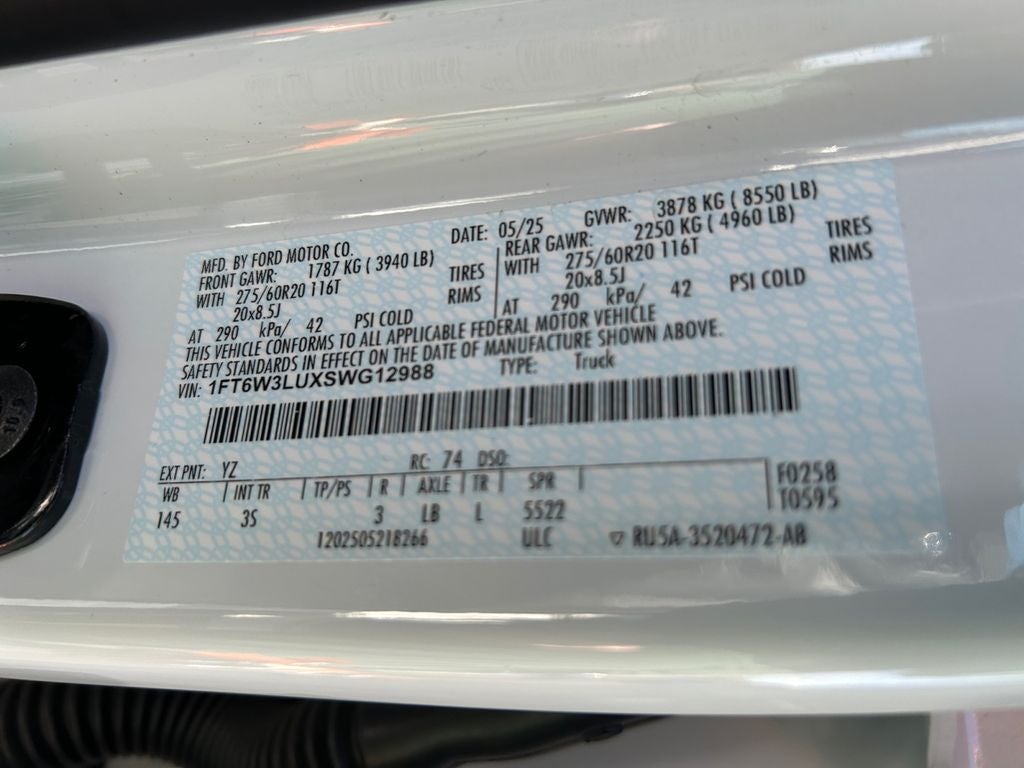 MFD. BY FORD MOTOR CO. DATE: 05/25 GVWR: 3878 KG ( 8550 LB)
FRONT GAWR: 1787 KG ( 3940 LB) REAR GAWR: 2250 KG ( 4960 LB)
WITH 275/60R20 116T TIRES WITH 275/60R20 116T TIRES
20x8.5J RIMS 20x8.5J RIMS
AT 290 kPa/ 42 PSI COLD AT 290 kPa/ 42 PSI COLD
THIS VEHICLE CONFORMS TO ALL APPLICABLE FEDERAL MOTOR VEHICLE
SAFETY STANDARDS IN EFFECT ON THE DATE OF MANUFACTURE SHOWN ABOVE.
VIN: 1FT6W3LUXSWG12988 TYPE: Truck
EXT PNT: YZ RC: 74 DSO:
WB INT TR TP/PS R AXLE TR SPR F0258
145 3S 3 LB L 5522 T0595
1202505218266 ULC ▽ RU5A-3520472-AB